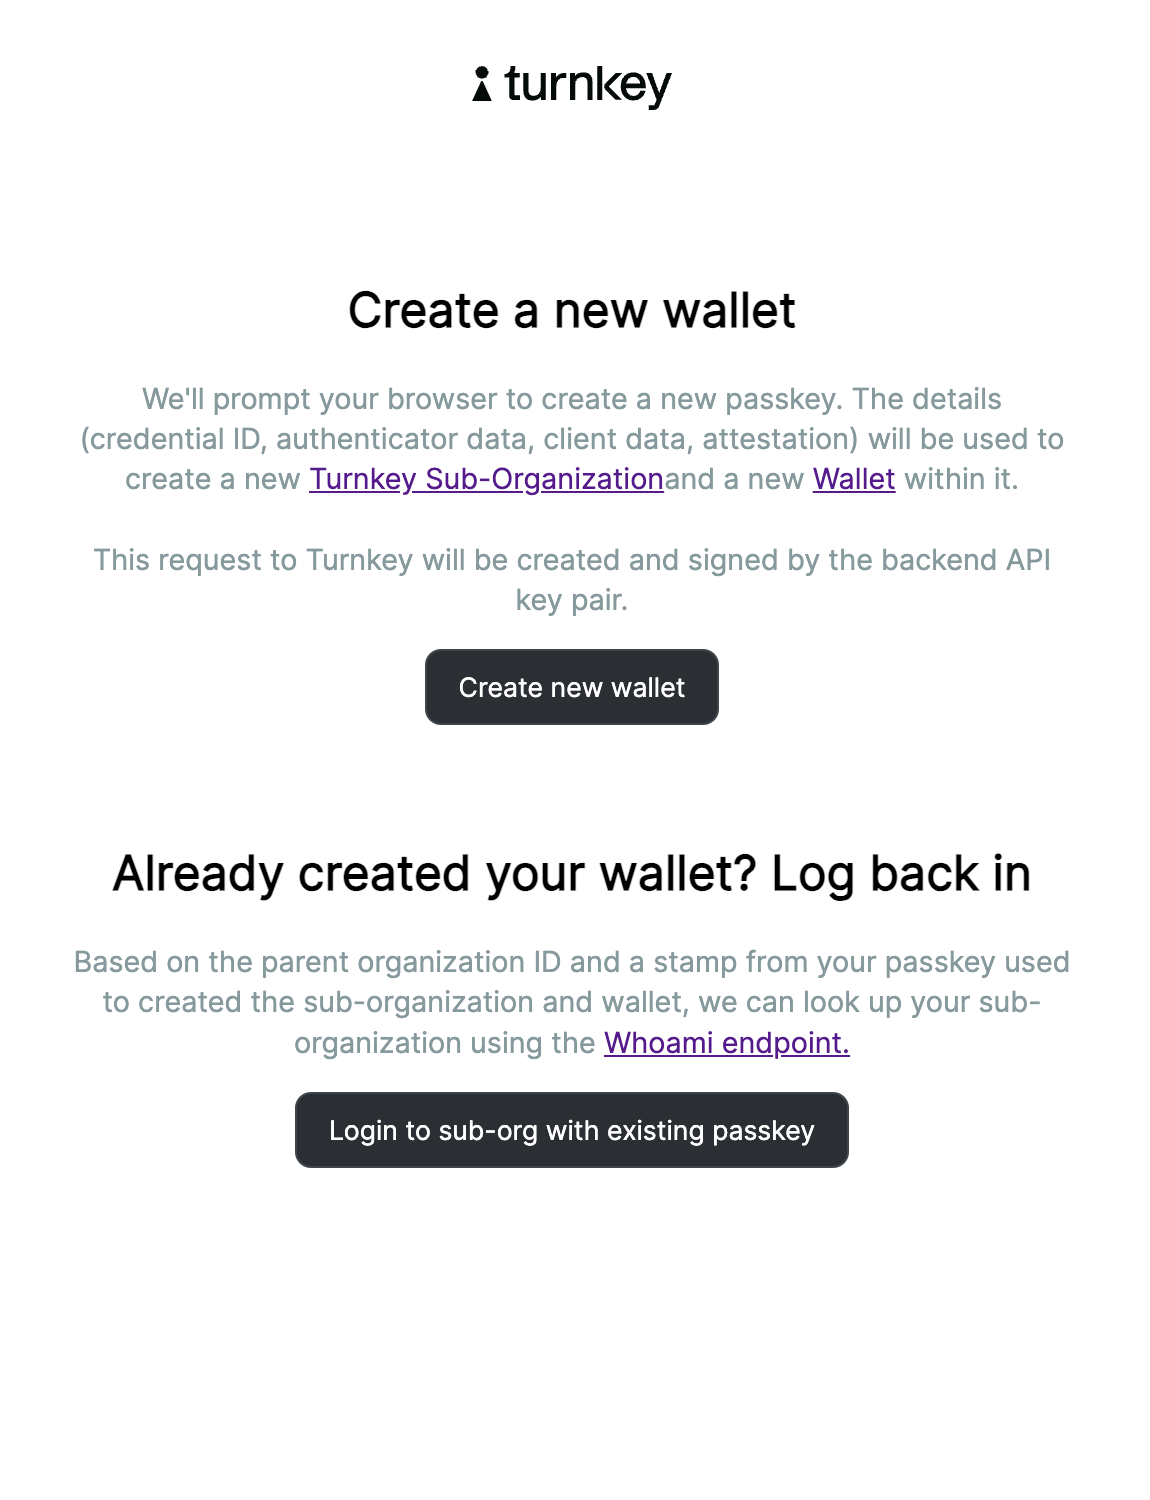 turnkey
Create a new wallet
We'll prompt your browser to create a new passkey. The details
(credential ID, authenticator data, client data, attestation) will be used to
create a new Turnkey Sub-Organizationand a new Wallet within it.
This request to Turnkey will be created and signed by the backend API
key pair.
Create new wallet
Already created your wallet? Log back in
Based on the parent organization ID and a stamp from your passkey used
to created the sub-organization and wallet, we can look up your sub-
organization using the Whoami endpoint.
Login to sub-org with existing passkey